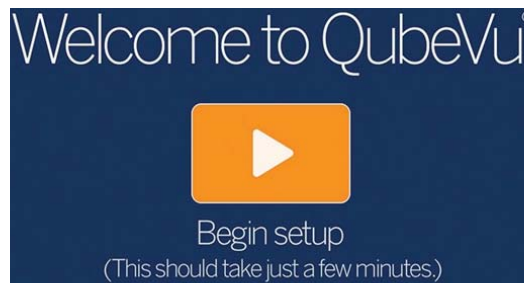 Welcome to QubeVu
Begin setup
(This should take just a few minutes.)